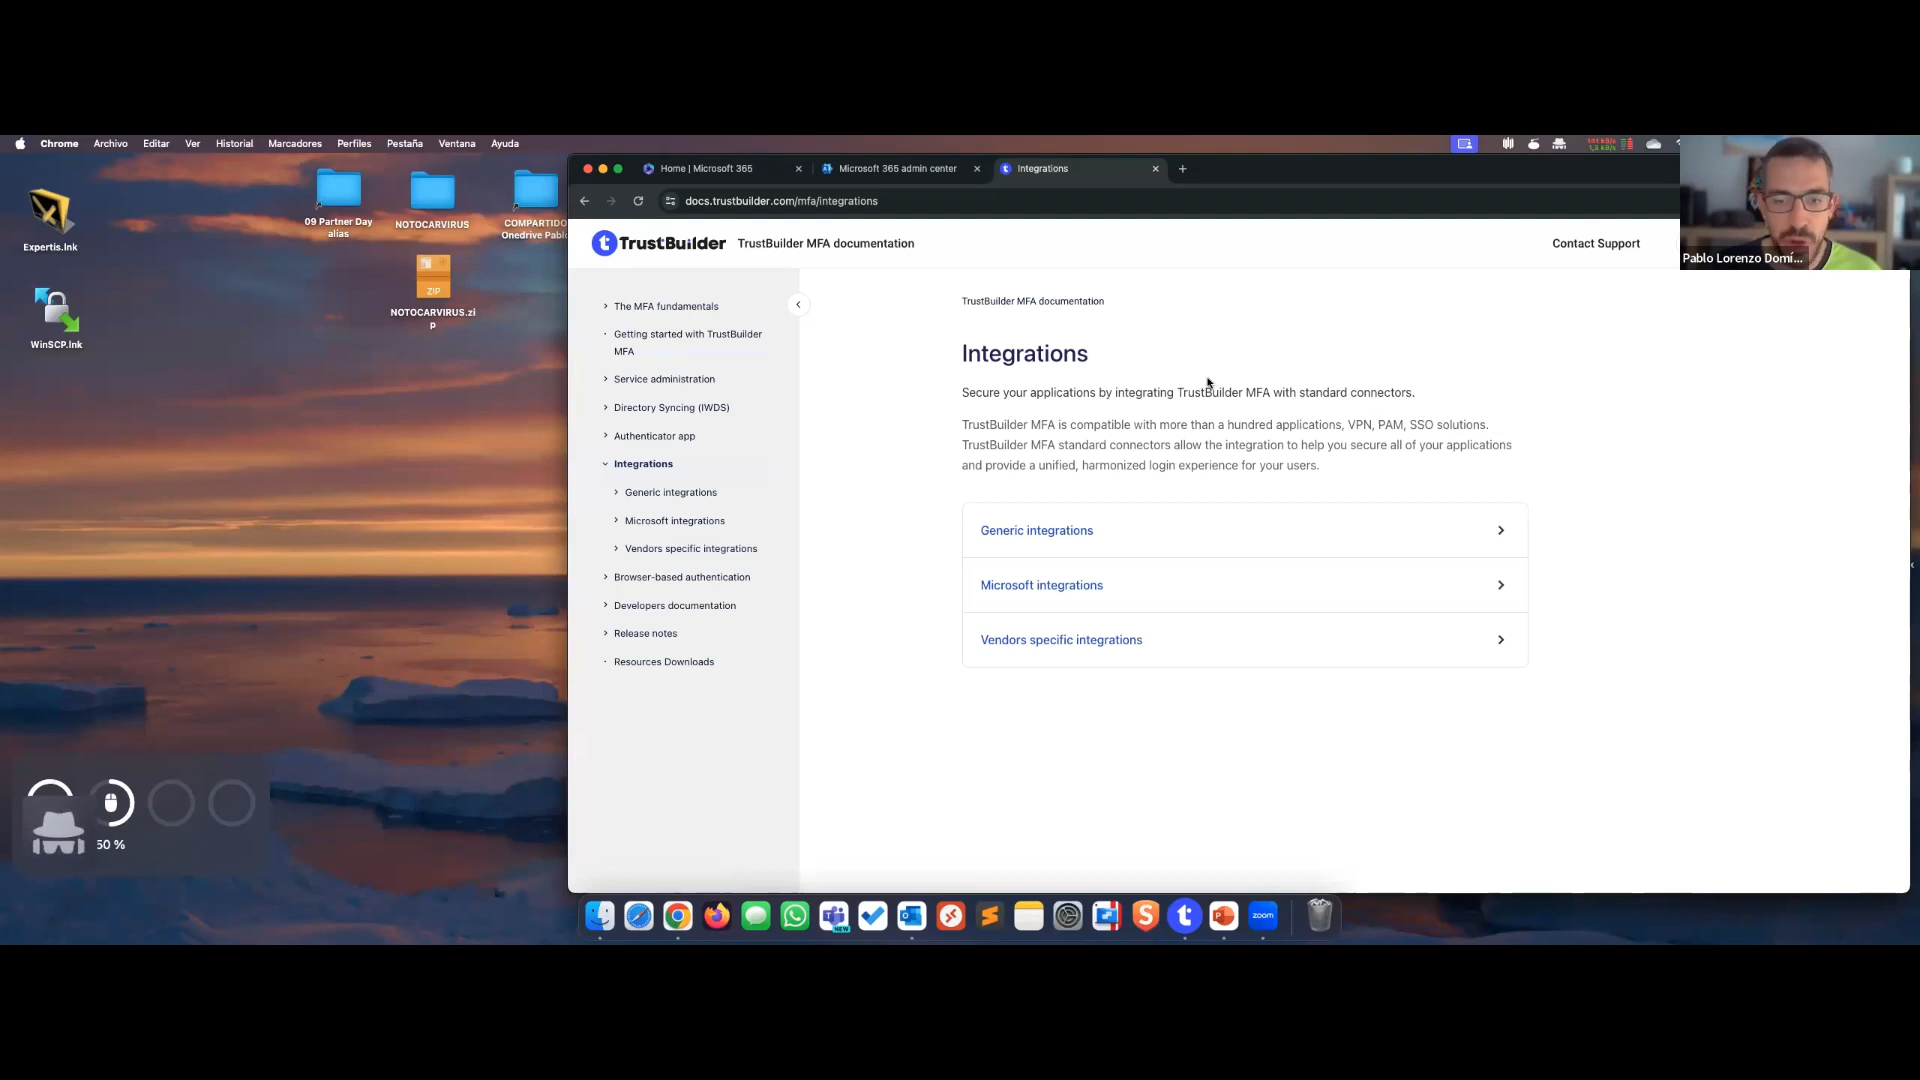 Chrome Archivo Editar Ver Historial Marcadores Perfiles Pestaña Ventana Ayuda
Home | Microsoft 365
Microsoft 365 admin center
Integrations
docs.trustbuilder.com/mfa/integrations
Expertis.lnk
WinSCP.lnk
09 Partner Day
alias
NOTOCARVIRUS
COMPARTIDO
Onedrive Pablo
ZIP
NOTOCARVIRUS.zi
p
50 %
TrustBuilder
TrustBuilder MFA documentation
Contact Support
Pablo Lorenzo Domí...
The MFA fundamentals
Getting started with TrustBuilder
MFA
Service administration
Directory Syncing (IWDS)
Authenticator app
Integrations
Generic integrations
Microsoft integrations
Vendors specific integrations
Browser-based authentication
Developers documentation
Release notes
Resources Downloads
TrustBuilder MFA documentation
Integrations
Secure your applications by integrating TrustBuilder MFA with standard connectors.
TrustBuilder MFA is compatible with more than a hundred applications, VPN, PAM, SSO solutions.
TrustBuilder MFA standard connectors allow the integration to help you secure all of your applications
and provide a unified, harmonized login experience for your users.
Generic integrations
Microsoft integrations
Vendors specific integrations
NEW
zoom